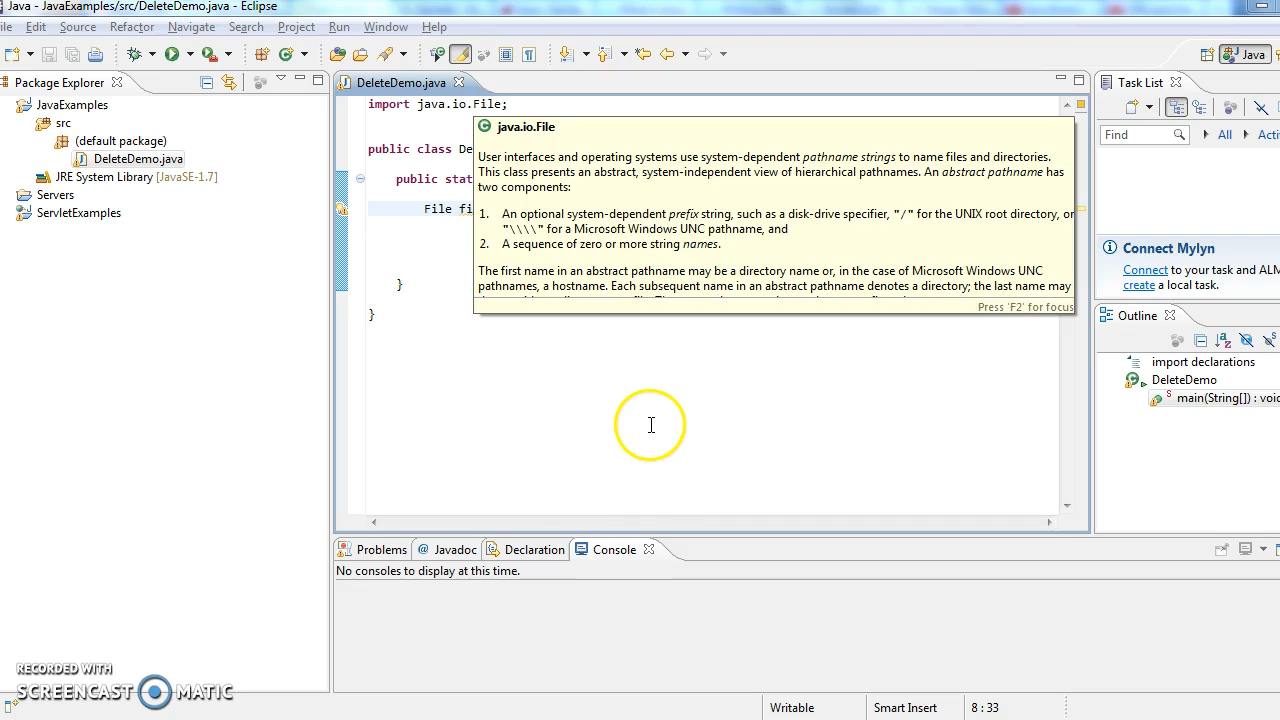 Java - JavaExamples/src/DeleteDemo.java - Eclipse
ile Edit Source Refactor Navigate Search Project Run Window Help
Java
Package Explorer
JavaExamples
src
(default package)
DeleteDemo.java
JRE System Library [JavaSE-1.7]
Servers
ServletExamples
DeleteDemo.java
import java.io.File;
public class De
public stat
File fi
}
}
java.io.File
User interfaces and operating systems use system-dependent pathname strings to name files and directories.
This class presents an abstract, system-independent view of hierarchical pathnames. An abstract pathname has
two components:
1. An optional system-dependent prefix string, such as a disk-drive specifier, "/" for the UNIX root directory, or
"\\\\" for a Microsoft Windows UNC pathname, and
2. A sequence of zero or more string names.
The first name in an abstract pathname may be a directory name or, in the case of Microsoft Windows UNC
pathnames, a hostname. Each subsequent name in an abstract pathname denotes a directory; the last name may
Press 'F2' for focus
Task List
Find All Acti
Connect Mylyn
Connect to your task and ALM
create a local task.
Outline
import declarations
DeleteDemo
main(String[]) : void
Problems @ Javadoc Declaration Console
No consoles to display at this time.
RECORDED WITH
SCREENCAST MATIC
Writable Smart Insert 8 : 33